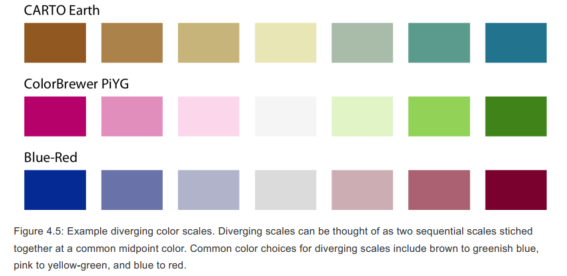 CARTO Earth
ColorBrewer PiYG
Blue-Red
Figure 4.5: Example diverging color scales. Diverging scales can be thought of as two sequential scales stiched
together at a common midpoint color. Common color choices for diverging scales include brown to greenish blue,
pink to yellow-green, and blue to red.